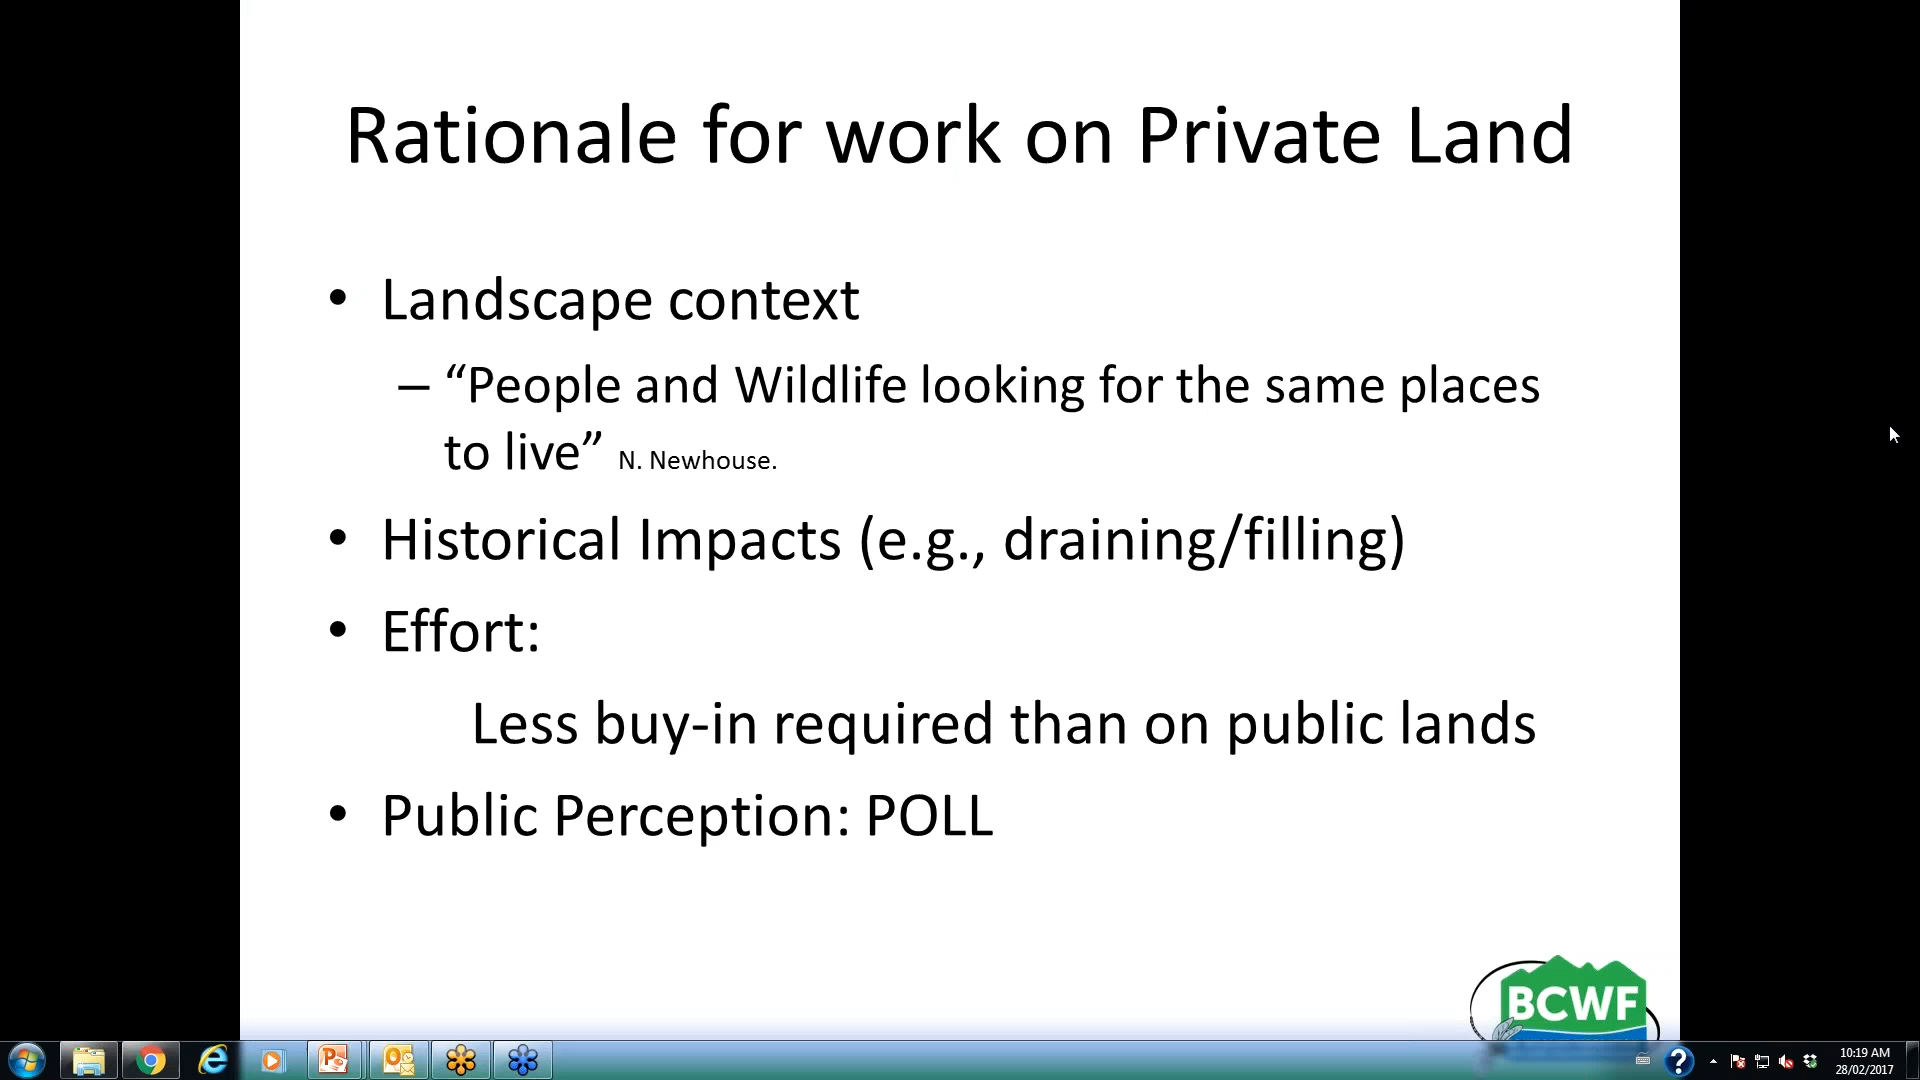 Rationale for work on Private Land
• Landscape context
– “People and Wildlife looking for the same places
to live” N. Newhouse.
• Historical Impacts (e.g., draining/filling)
• Effort:
Less buy-in required than on public lands
• Public Perception: POLL
BCWF
10:19 AM
28/02/2017